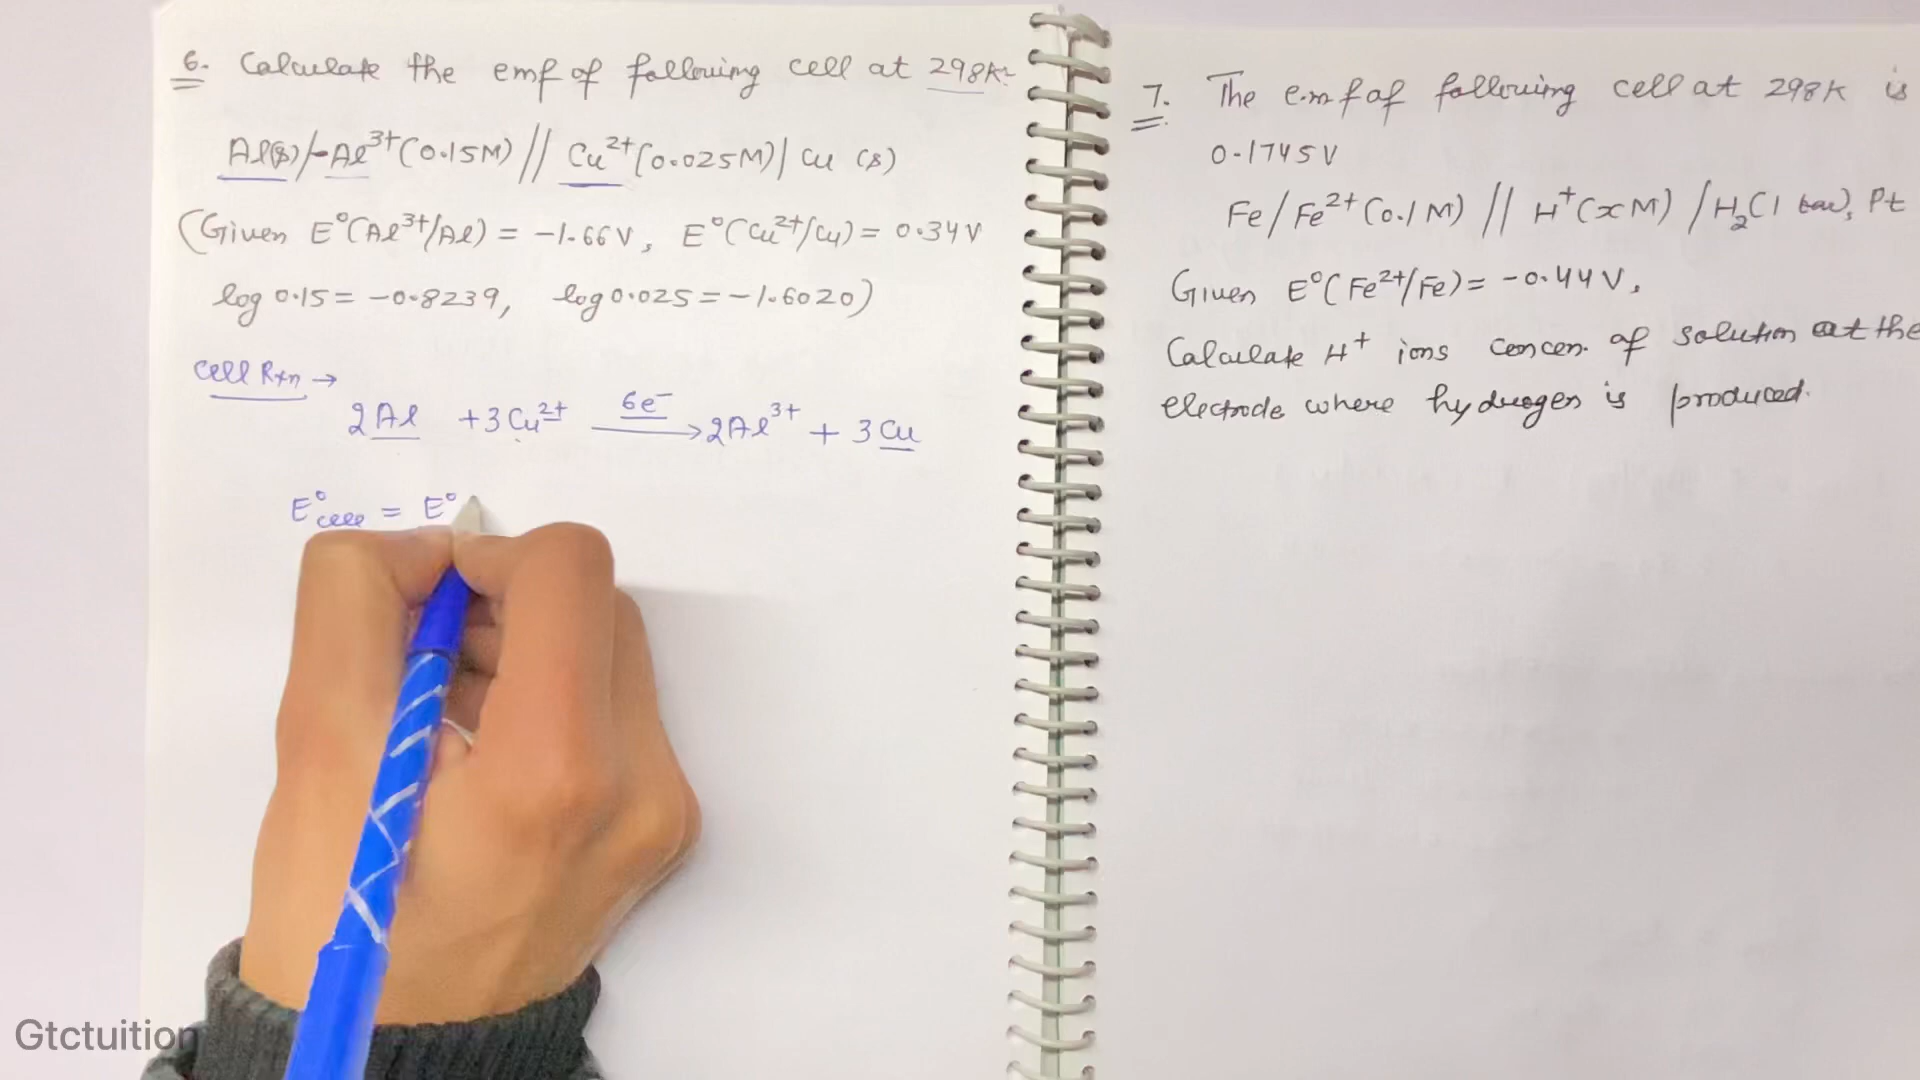 6. Calculate the emf of following cell at 298K:
Al(s)/Al³⁺(0.15M)//Cu²⁺(0.025M)|Cu (s)
(Given E°(Al³⁺/Al) = -1.66V, E°(Cu²⁺/Cu) = 0.34V
log 0.15 = -0.8239, log 0.025 = -1.6020)
Cell Rxn →
2Al + 3Cu²⁺ 6e⁻ → 2Al³⁺ + 3Cu
E°cell = E°
7. The e.m.f of following cell at 298K is
0.1745V
Fe/Fe²⁺(0.1M)//H⁺(xM)/H₂(1 bar), Pt
Given E°(Fe²⁺/Fe) = -0.44V,
Calculate H⁺ ions concen. of solution at the
electrode where hydrogen is produced.
Gtctuition